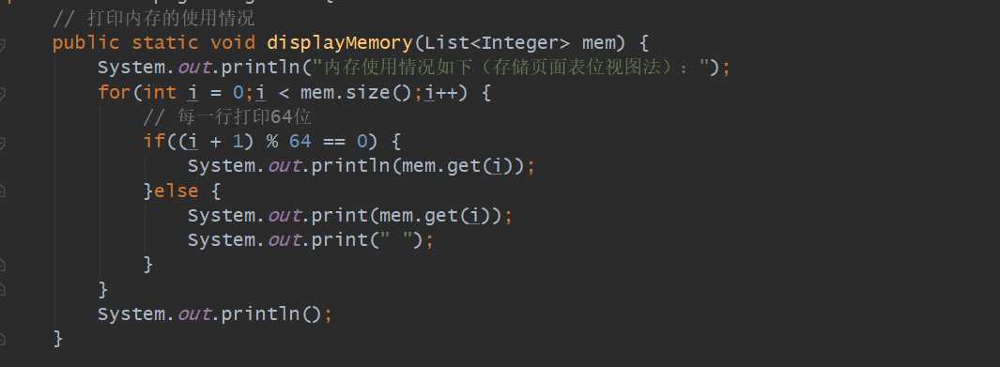 // 打印内存的使用情况
public static void displayMemory(List<Integer> mem) {
System.out.println("内存使用情况如下（存储页面表位视图法）：");
for(int i = 0;i < mem.size();i++) {
// 每一行打印64位
if((i + 1) % 64 == 0) {
System.out.println(mem.get(i));
}else {
System.out.print(mem.get(i));
System.out.print(" ");
}
}
System.out.println();
}